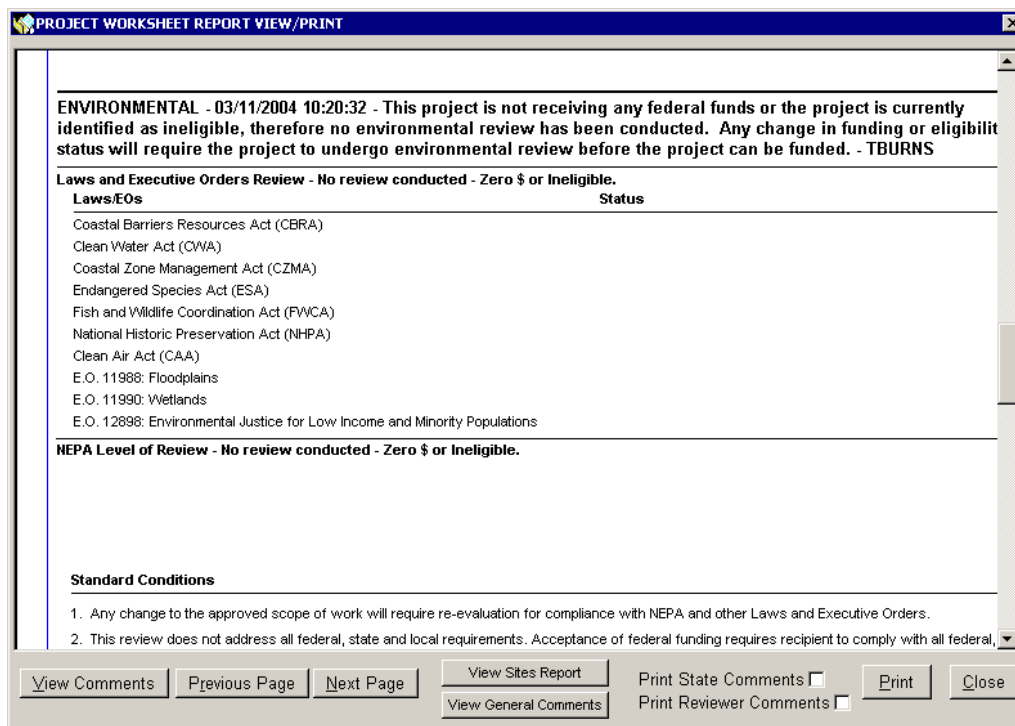 PROJECT WORKSHEET REPORT VIEW/PRINT
ENVIRONMENTAL - 03/11/2004 10:20:32 - This project is not receiving any federal funds or the project is currently
identified as ineligible, therefore no environmental review has been conducted. Any change in funding or eligibilit
status will require the project to undergo environmental review before the project can be funded. - TBURNS
Laws and Executive Orders Review - No review conducted - Zero $ or Ineligible.
Laws/EOs Status
Coastal Barriers Resources Act (CBRA)
Clean Water Act (CWA)
Coastal Zone Management Act (CZMA)
Endangered Species Act (ESA)
Fish and Wildlife Coordination Act (FWCA)
National Historic Preservation Act (NHPA)
Clean Air Act (CAA)
E.O. 11988: Floodplains
E.O. 11990: Wetlands
E.O. 12898: Environmental Justice for Low Income and Minority Populations
NEPA Level of Review - No review conducted - Zero $ or Ineligible.
Standard Conditions
1. Any change to the approved scope of work will require re-evaluation for compliance with NEPA and other Laws and Executive Orders.
2. This review does not address all federal, state and local requirements. Acceptance of federal funding requires recipient to comply with all federal,
View Comments Previous Page Next Page View Sites Report Print State Comments Print Close
View General Comments Print Reviewer Comments